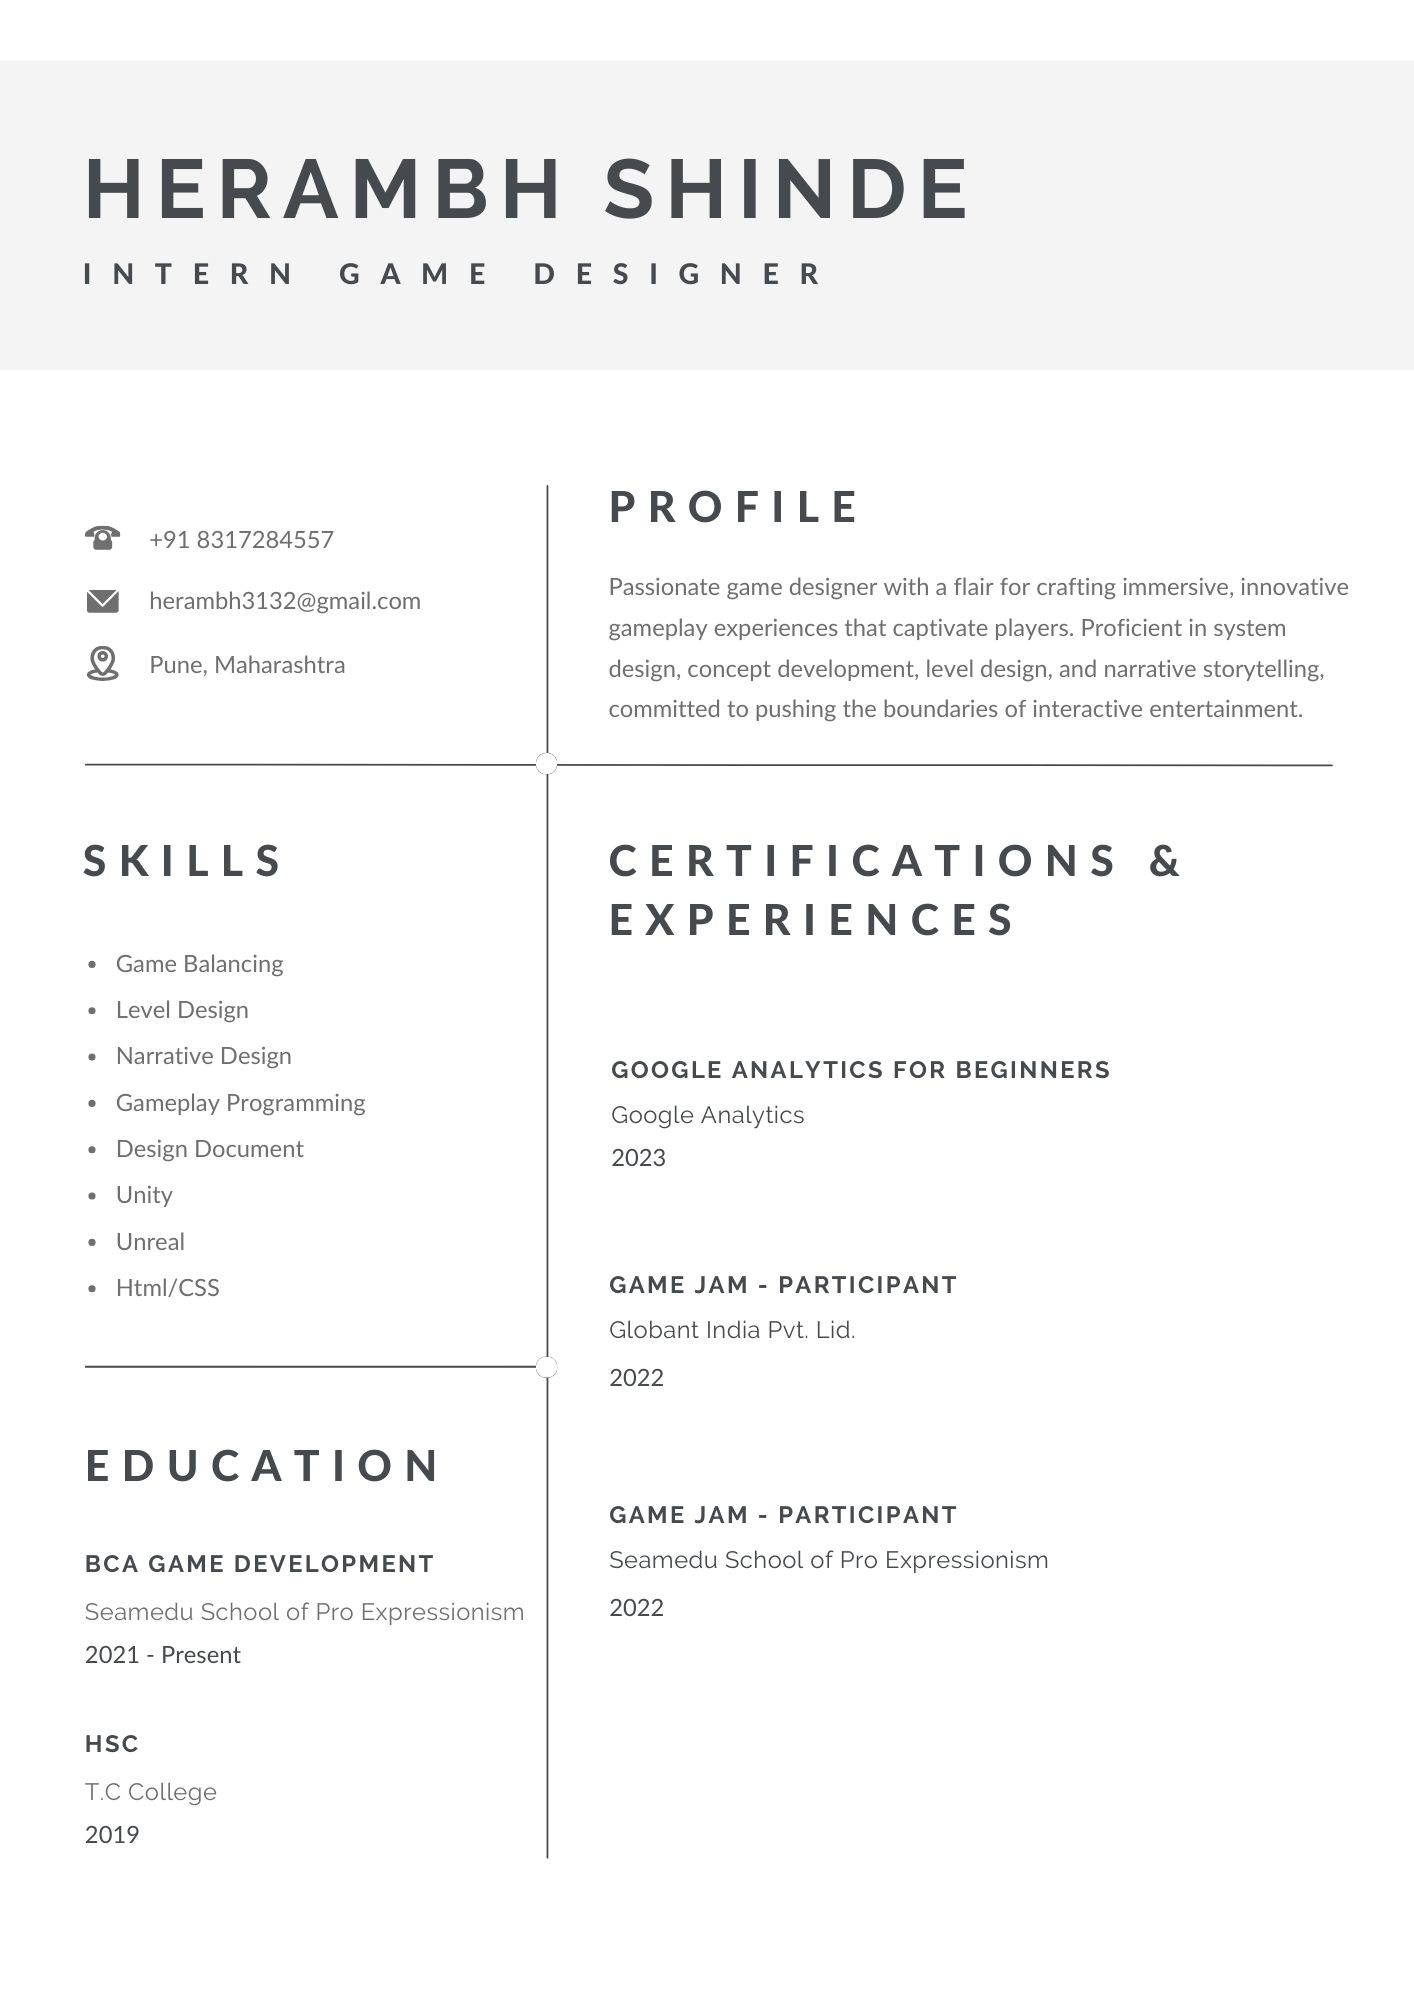 HERAMBH SHINDE
INTERN GAME DESIGNER
+91 8317284557
herambh3132@gmail.com
Pune, Maharashtra
PROFILE
Passionate game designer with a flair for crafting immersive, innovative
gameplay experiences that captivate players. Proficient in system
design, concept development, level design, and narrative storytelling,
committed to pushing the boundaries of interactive entertainment.
SKILLS
• Game Balancing
• Level Design
• Narrative Design
• Gameplay Programming
• Design Document
• Unity
• Unreal
• Html/CSS
EDUCATION
BCA GAME DEVELOPMENT
Seamedu School of Pro Expressionism
2021 - Present
HSC
T.C College
2019
CERTIFICATIONS &
EXPERIENCES
GOOGLE ANALYTICS FOR BEGINNERS
Google Analytics
2023
GAME JAM - PARTICIPANT
Globant India Pvt. Lid.
2022
GAME JAM - PARTICIPANT
Seamedu School of Pro Expressionism
2022